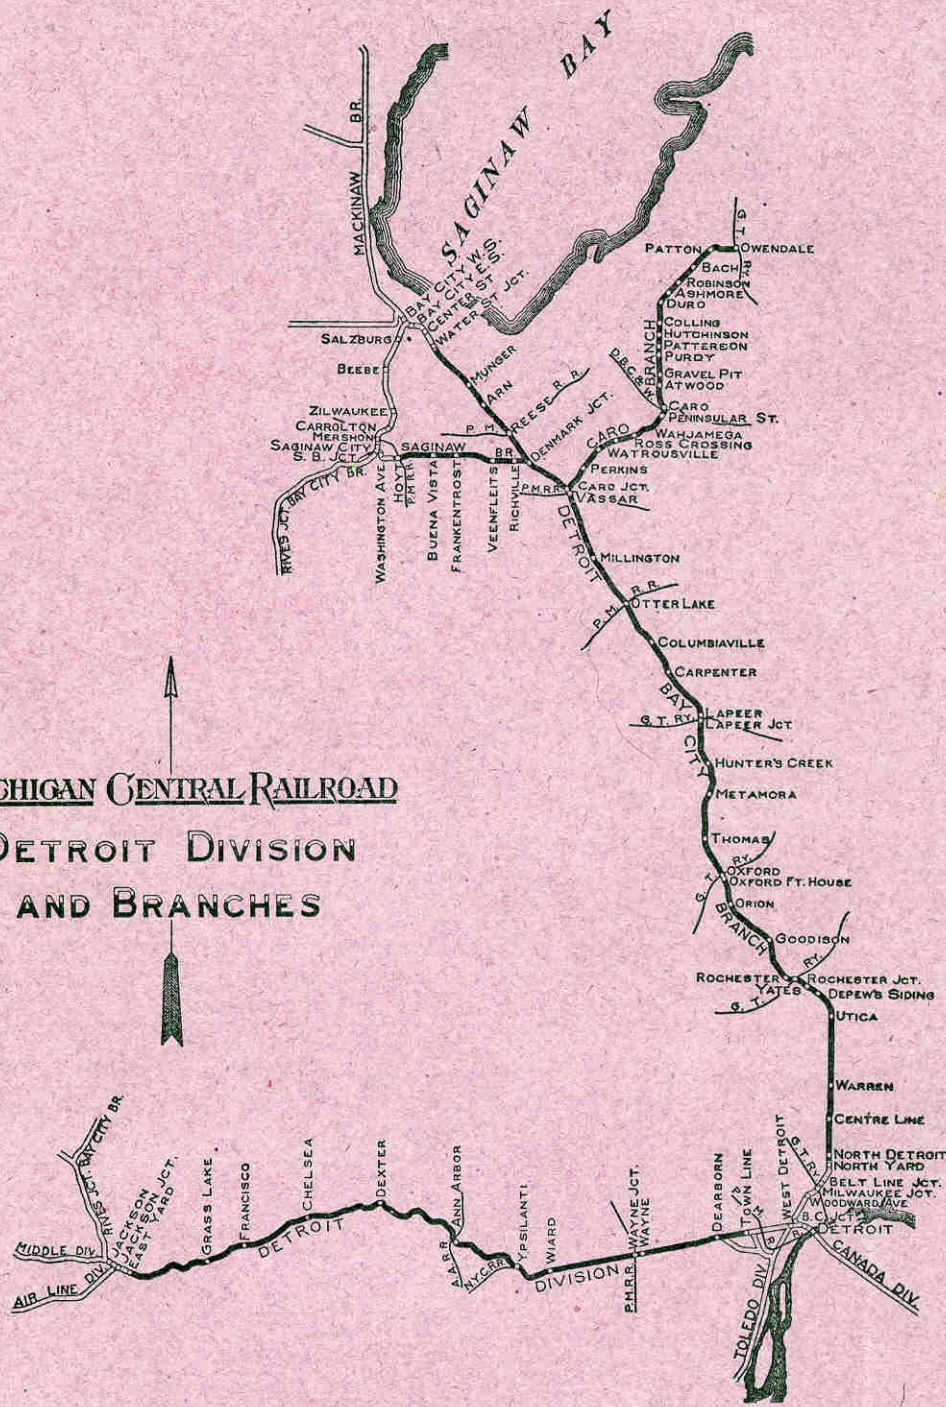 SAGINAW BAY
MACKINAW BR.
BAY CITY W.S.
BAY CITY E.S.
CENTER ST
WATER ST. JCT.
SALZBURG
BEEBE
ZILWAUKEE
CARROLTON
MERSHON
SAGINAW CITY
S. B. JCT.
RIVES JCT. BAY CITY BR.
WASHINGTON AVE.
HOYT
P.M.R.R.
SAGINAW BR.
BUENA VISTA
FRANKENTROST
VEENFLEITS
RICHVILLE
MUNGER
ARN
P. M. R. R.
REESE
DENMARK JCT.
PATTON
G. T. RY.
OWENDALE
BACH
ROBINSON
ASHMORE
DURO
COLLING
HUTCHINSON
PATTERSON
PURDY
GRAVEL PIT
ATWOOD
CARO BRANCH
CARO
PENINSULAR ST.
WAHJAMEGA
ROSS CROSSING
WATROUSVILLE
PERKINS
P.M.R.R.
CARO JCT.
VASSAR
DETROIT BAY CITY BRANCH
MILLINGTON
P. M. R. R.
OTTER LAKE
COLUMBIAVILLE
CARPENTER
G. T. RY.
LAPEER
LAPEER JCT.
HUNTER'S CREEK
METAMORA
THOMAS
G. T. RY.
OXFORD
OXFORD FT. HOUSE
ORION
GOODISON
G. T. RY.
ROCHESTER
ROCHESTER JCT.
YATES
DEPEW'S SIDING
UTICA
WARREN
CENTRE LINE
NORTH DETROIT
NORTH YARD
BELT LINE JCT.
MILWAUKEE JCT.
WOODWARD AVE
B.C. JCT.
DETROIT
CHIGAN CENTRAL RAILROAD
DETROIT DIVISION
AND BRANCHES
RIVES JCT. BAY CITY BR.
MIDDLE DIV.
AIR LINE DIV.
JACKSON
JACKSON JCT.
EAST YARD
GRASS LAKE
FRANCISCO
CHELSEA
DEXTER
DETROIT DIVISION
ANN ARBOR
A.A.R.R.
N.Y.C.R.R.
YPSILANTI
WIARD
WAYNE JCT.
WAYNE
P.M.R.R.
DEARBORN
TOWN LINE
WEST DETROIT
G. T. RY.
TOLEDO DIV.
CANADA DIV.